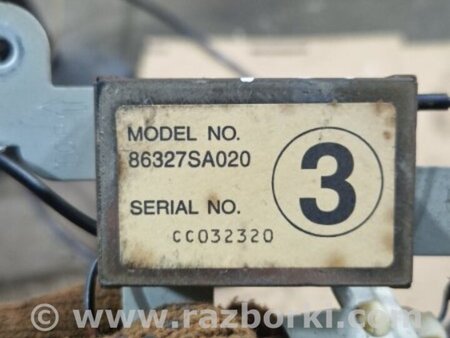 MODEL NO.
86327SA020
3
SERIAL NO.
CC032320
© www.razborki.com